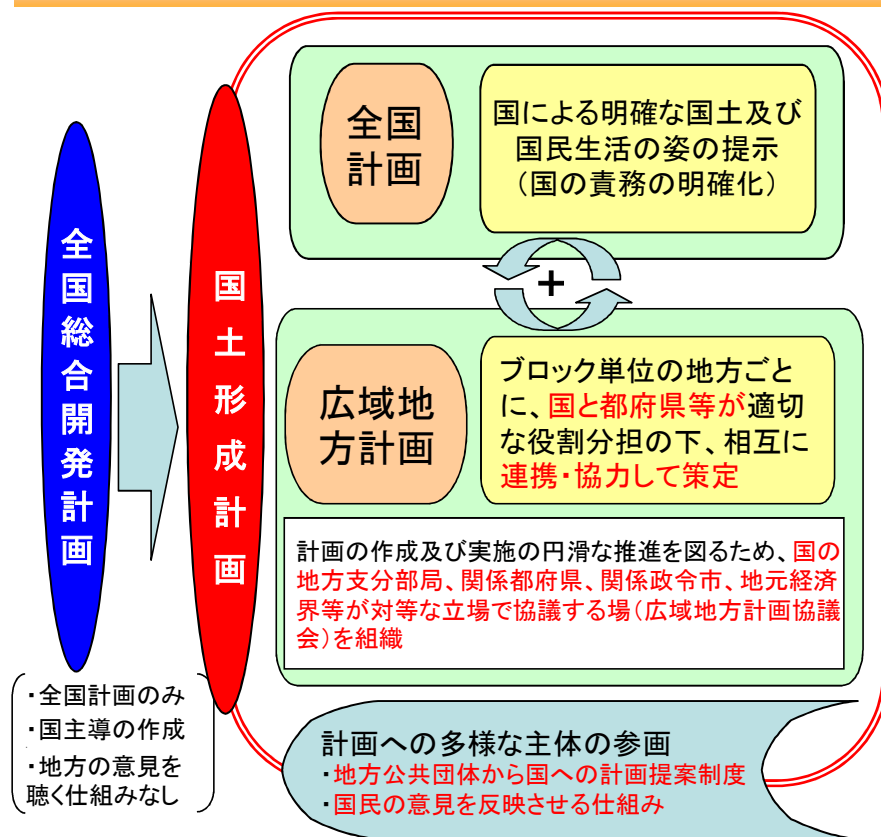 全国総合開発計画
・全国計画のみ
・国主導の作成
・地方の意見を
聴く仕組みなし
国土形成計画
全国
計画
国による明確な国土及び
国民生活の姿の提示
(国の責務の明確化)
+
広域地
方計画
ブロック単位の地方ごと
に、国と都府県等が適切
な役割分担の下、相互に
連携・協力して策定
計画の作成及び実施の円滑な推進を図るため、国の
地方支分部局、関係都府県、関係政令市、地元経済
界等が対等な立場で協議する場(広域地方計画協議
会)を組織
計画への多様な主体の参画
・地方公共団体から国への計画提案制度
・国民の意見を反映させる仕組み